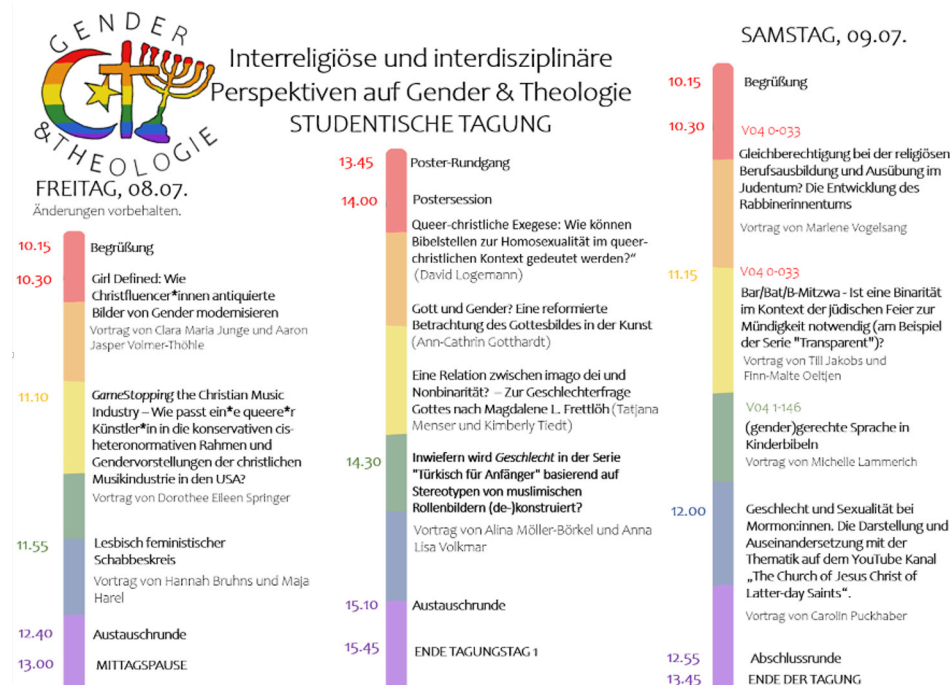 GENDER
& THEOLOGIE
Interreligiöse und interdisziplinäre
Perspektiven auf Gender & Theologie
STUDENTISCHE TAGUNG
FREITAG, 08.07.
Änderungen vorbehalten.
10.15 Begrüßung
10.30 Girl Defined: Wie
Christfluencer*innen antiquierte
Bilder von Gender modernisieren
Vortrag von Clara Maria Junge und Aaron
Jasper Volmer-Thöhle
11.10 GameStopping the Christian Music
Industry – Wie passt ein*e queere*r
Künstler*in in die konservativen cis-
heteronormativen Rahmen und
Gendervorstellungen der christlichen
Musikindustrie in den USA?
Vortrag von Dorothee Eileen Springer
11.55 Lesbisch feministischer
Schabbeskreis
Vortrag von Hannah Bruhns und Maja
Harel
12.40 Austauschrunde
13.00 MITTAGSPAUSE
13.45 Poster-Rundgang
14.00 Postersession
Queer-christliche Exegese: Wie können
Bibelstellen zur Homosexualität im queer-
christlichen Kontext gedeutet werden?“
(David Logemann)
Gott und Gender? Eine reformierte
Betrachtung des Gottesbildes in der Kunst
(Ann-Cathrin Gotthardt)
Eine Relation zwischen imago dei und
Nonbinarität? – Zur Geschlechterfrage
Gottes nach Magdalene L. Frettlöh (Tatjana
Menser und Kimberly Tiedt)
14.30 Inwiefern wird Geschlecht in der Serie
"Türkisch für Anfänger" basierend auf
Stereotypen von muslimischen
Rollenbildern (de-)konstruiert?
Vortrag von Alina Möller-Börkel und Anna
Lisa Volkmar
15.10 Austauschrunde
15.45 ENDE TAGUNGSTAG 1
SAMSTAG, 09.07.
10.15 Begrüßung
10.30 V04 0-033
Gleichberechtigung bei der religiösen
Berufsausbildung und Ausübung im
Judentum? Die Entwicklung des
Rabbinerinnentums
Vortrag von Marlene Vogelsang
11.15 V04 0-033
Bar/Bat/B-Mitzwa - Ist eine Binarität
im Kontext der jüdischen Feier zur
Mündigkeit notwendig (am Beispiel
der Serie "Transparent")?
Vortrag von Till Jakobs und
Finn-Malte Oeltjen
V04 1-146
(gender)gerechte Sprache in
Kinderbibeln
Vortrag von Michelle Lammerich
12.00 Geschlecht und Sexualität bei
Mormon:innen. Die Darstellung und
Auseinandersetzung mit der
Thematik auf dem YouTube Kanal
„The Church of Jesus Christ of
Latter-day Saints“.
Vortrag von Carolin Puckhaber
12.55 Abschlussrunde
13.45 ENDE DER TAGUNG